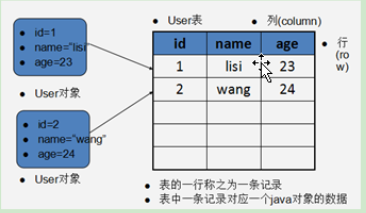 User表
列(column)
id=1
name="lisi
age=23
User对象
id=2
name="wang"
age=24
User对象
id name age
1 lisi 23
2 wang 24
行
(ro
w)
表的一行称之为一条记录
表中一条记录对应一个java对象的数据